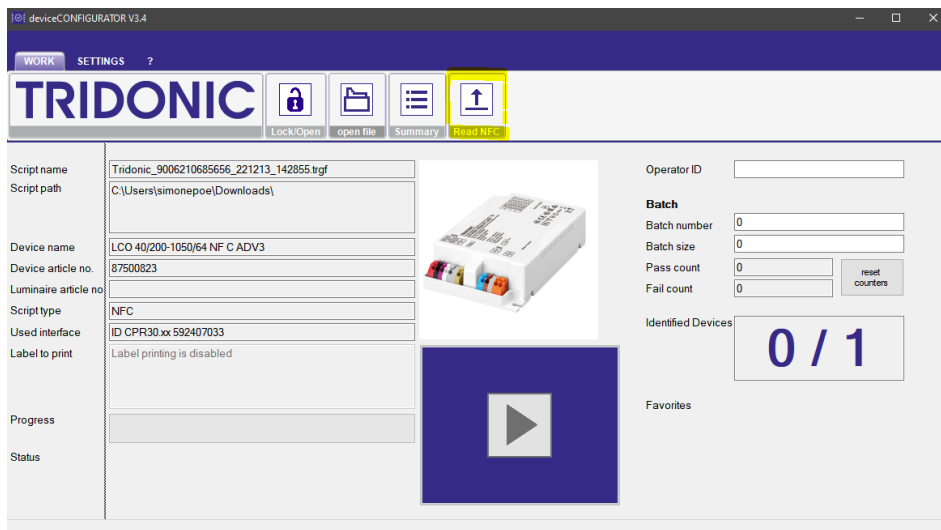 deviceCONFIGURATOR V3.4
WORK SETTINGS ?
TRIDONIC
Lock/Open open file Summary Read NFC
Script name Tridonic_9006210685656_221213_142855.trgf
Script path C:\Users\simonepoe\Downloads\
Device name LCO 40/200-1050/64 NF C ADV3
Device article no. 87500823
Luminaire article no
Script type NFC
Used interface ID CPR30.xx 592407033
Label to print Label printing is disabled
Progress
Status
Operator ID
Batch
Batch number 0
Batch size 0
Pass count 0
Fail count 0
reset
counters
Identified Devices 0 / 1
Favorites